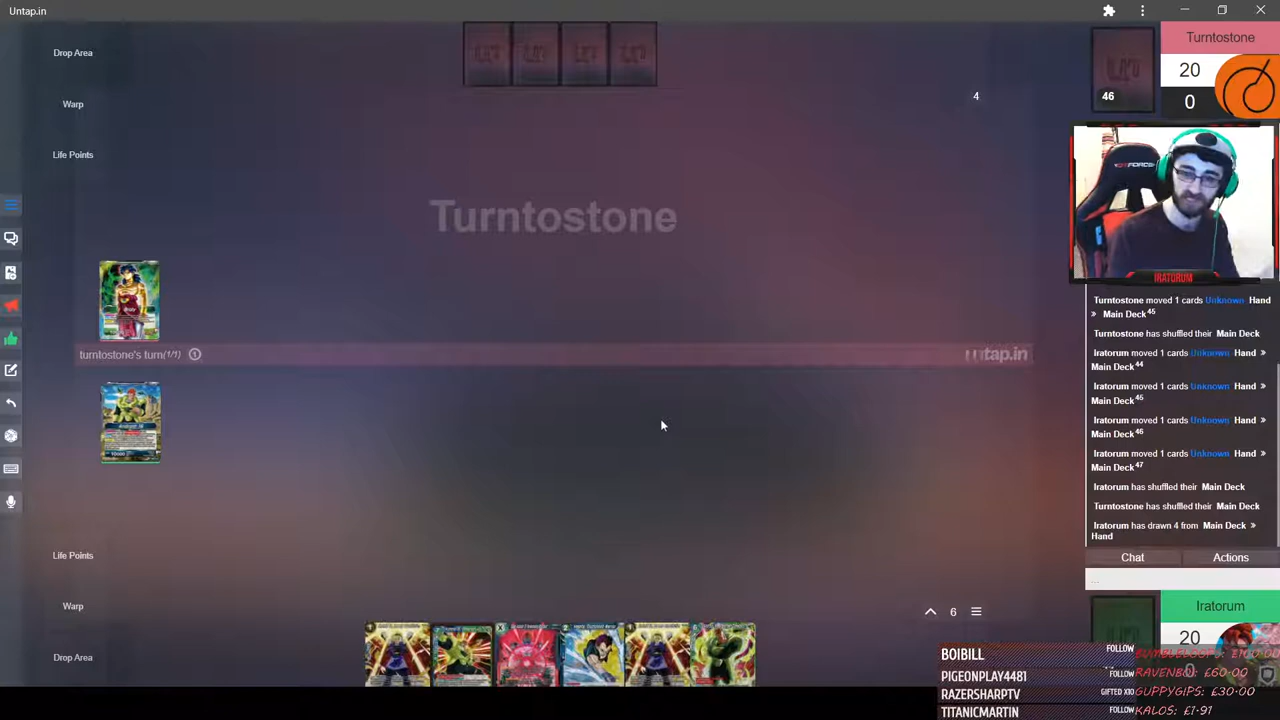 Untap.in
Drop Area
Warp
Life Points
Turntostone
4
46
Turntostone
20
0
IRATORUM
turntostone's turn(1/1) 1
untap.in
Turntostone moved 1 cards Unknown Hand
» Main Deck 45
Turntostone has shuffled their Main Deck
Iratorum moved 1 cards Unknown Hand »
Main Deck 44
Iratorum moved 1 cards Unknown Hand »
Main Deck 45
Iratorum moved 1 cards Unknown Hand »
Main Deck 46
Iratorum moved 1 cards Unknown Hand »
Main Deck 47
Iratorum has shuffled their Main Deck
Turntostone has shuffled their Main Deck
Iratorum has drawn 4 from Main Deck »
Hand
Chat
Actions
...
Life Points
Warp
Drop Area
6
Iratorum
20
BOIBILL FOLLOW
PIGEONPLAY4481 FOLLOW
RAZERSHARPTV GIFTED X10
TITANICMARTIN FOLLOW
RAVENBOI: £60.00
GUPPYGIPS: £30.00
KALOS: £1.91